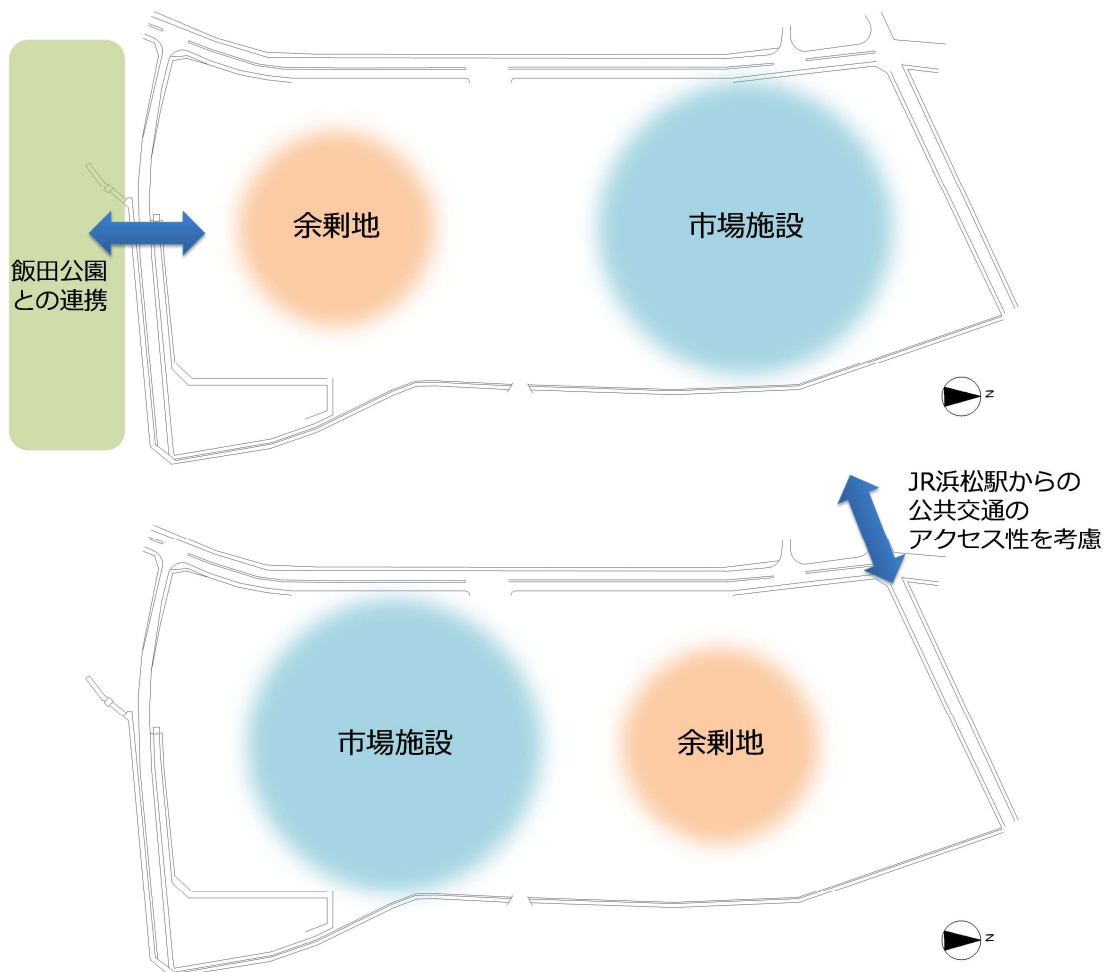 余剰地
市場施設
飯田公園
との連携
N
JR浜松駅からの
公共交通の
アクセス性を考慮
市場施設
余剰地
N